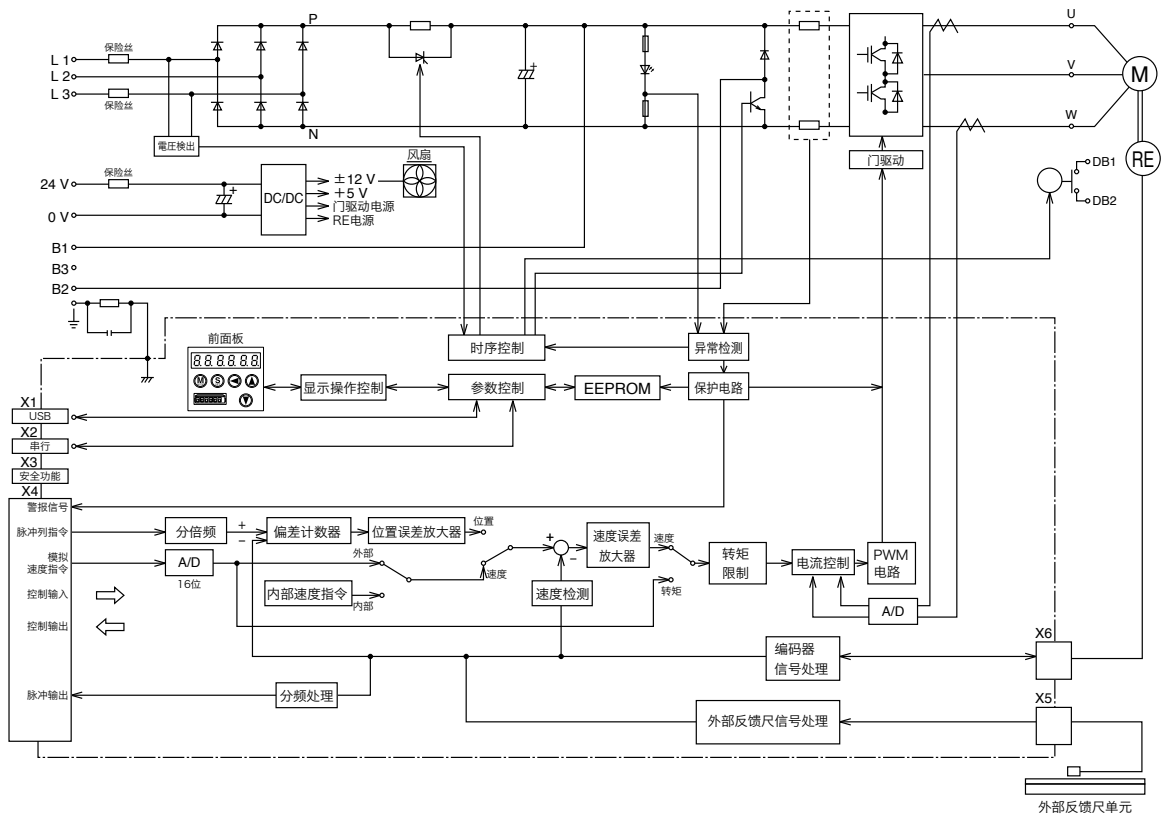 P
U
保险丝
L 1
L 2
L 3
保险丝
V
M
W
N
電圧検出
风扇
门驱动
RE
DB1
DB2
保险丝
24 V
DC/DC
±12 V
+5 V
门驱动电源
RE电源
0 V
B1
B3
B2
前面板
8.8.8.8.8.8
M
S
时序控制
异常检测
显示操作控制
参数控制
EEPROM
保护电路
X1
USB
X2
串行
X3
安全功能
X4
警报信号
脉冲列指令
分倍频
+
−
偏差计数器
位置误差放大器
位置
模拟
速度指令
A/D
16位
外部
速度
+
−
速度误差
放大器
速度
转矩
转矩
限制
电流控制
PWM
电路
内部速度指令
内部
速度检测
A/D
控制输入
控制输出
X6
编码器
信号处理
脉冲输出
分频处理
X5
外部反馈尺信号处理
外部反馈尺单元